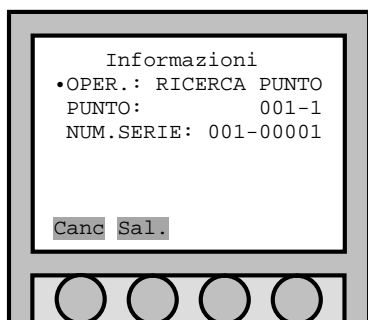 Informazioni
•OPER.: RICERCA PUNTO
PUNTO: 001-1
NUM.SERIE: 001-00001
Canc Sal.